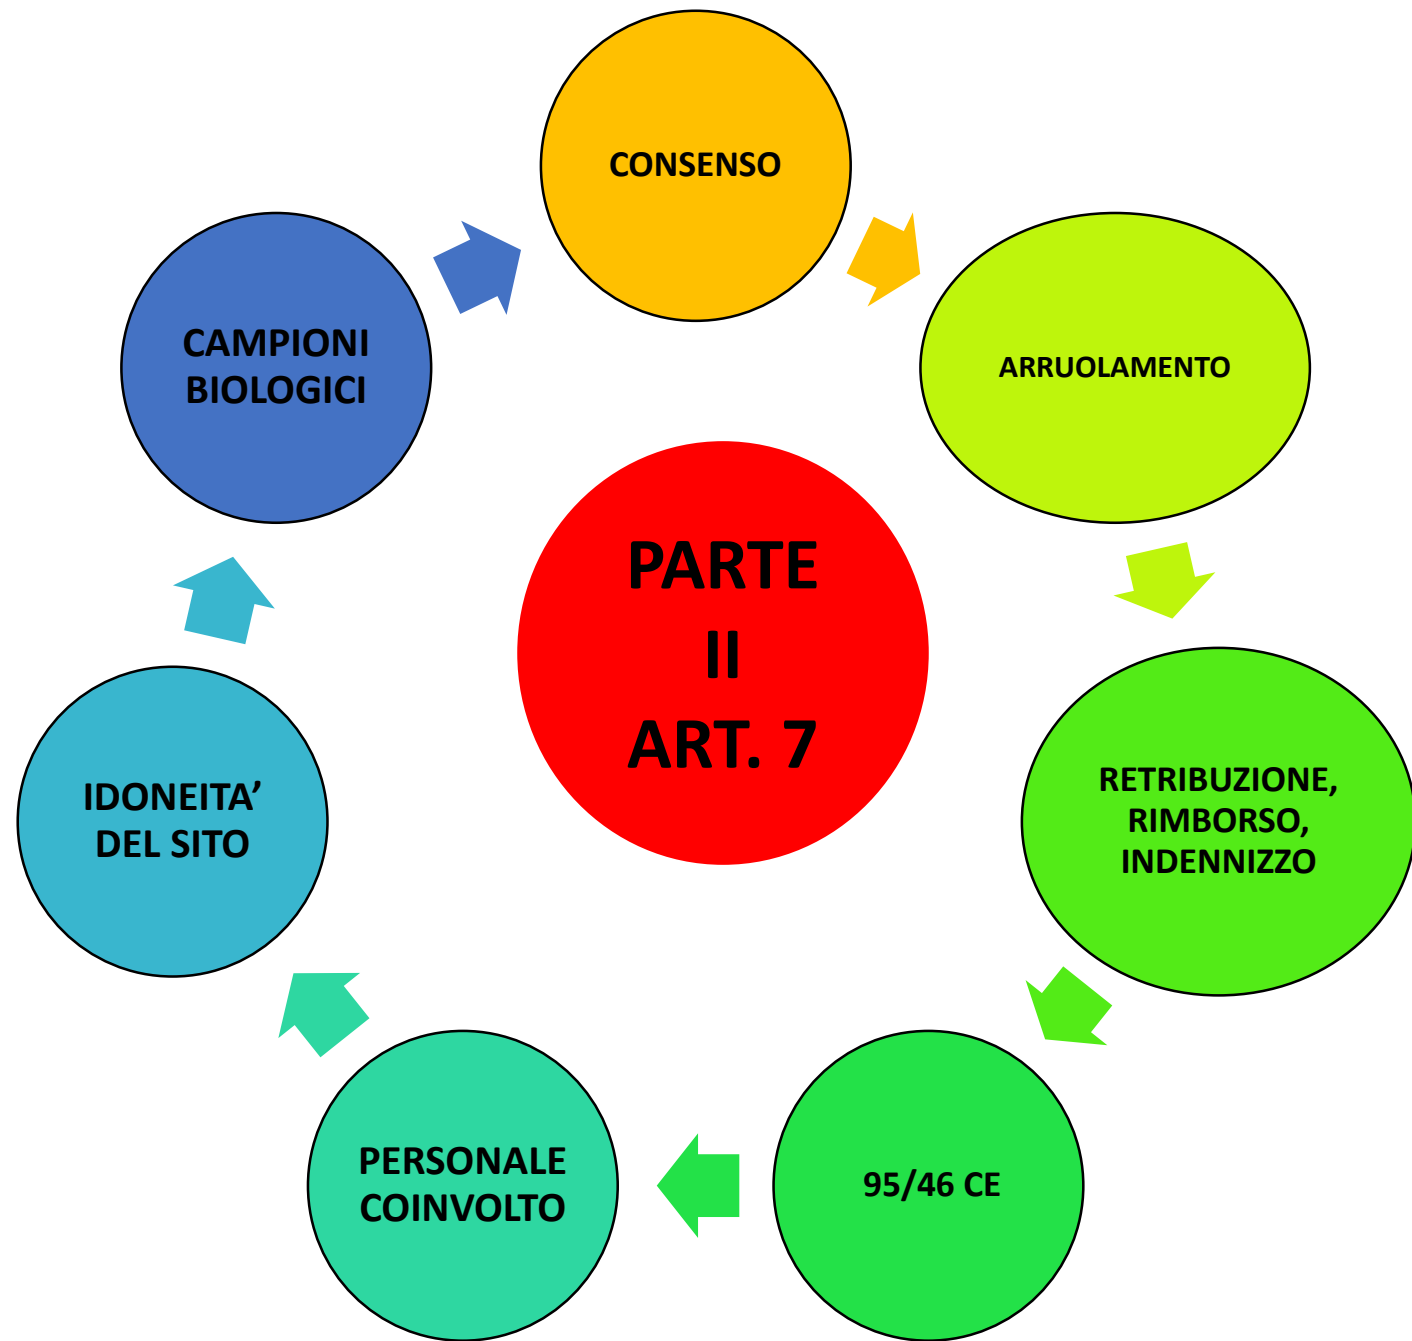 CONSENSO
ARRUOLAMENTO
RETRIBUZIONE,
RIMBORSO,
INDENNIZZO
95/46 CE
PERSONALE
COINVOLTO
IDONEITA’
DEL SITO
CAMPIONI
BIOLOGICI
PARTE
II
ART. 7